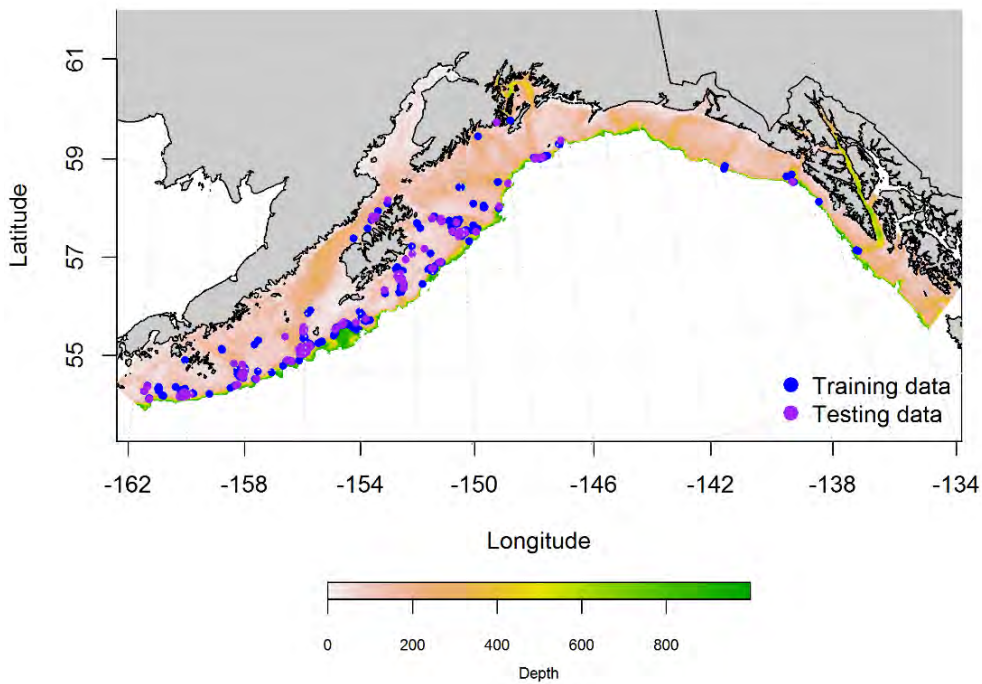 61
59
57
55
Latitude
Training data
Testing data
-162 -158 -154 -150 -146 -142 -138 -134
Longitude
0 200 400 600 800
Depth